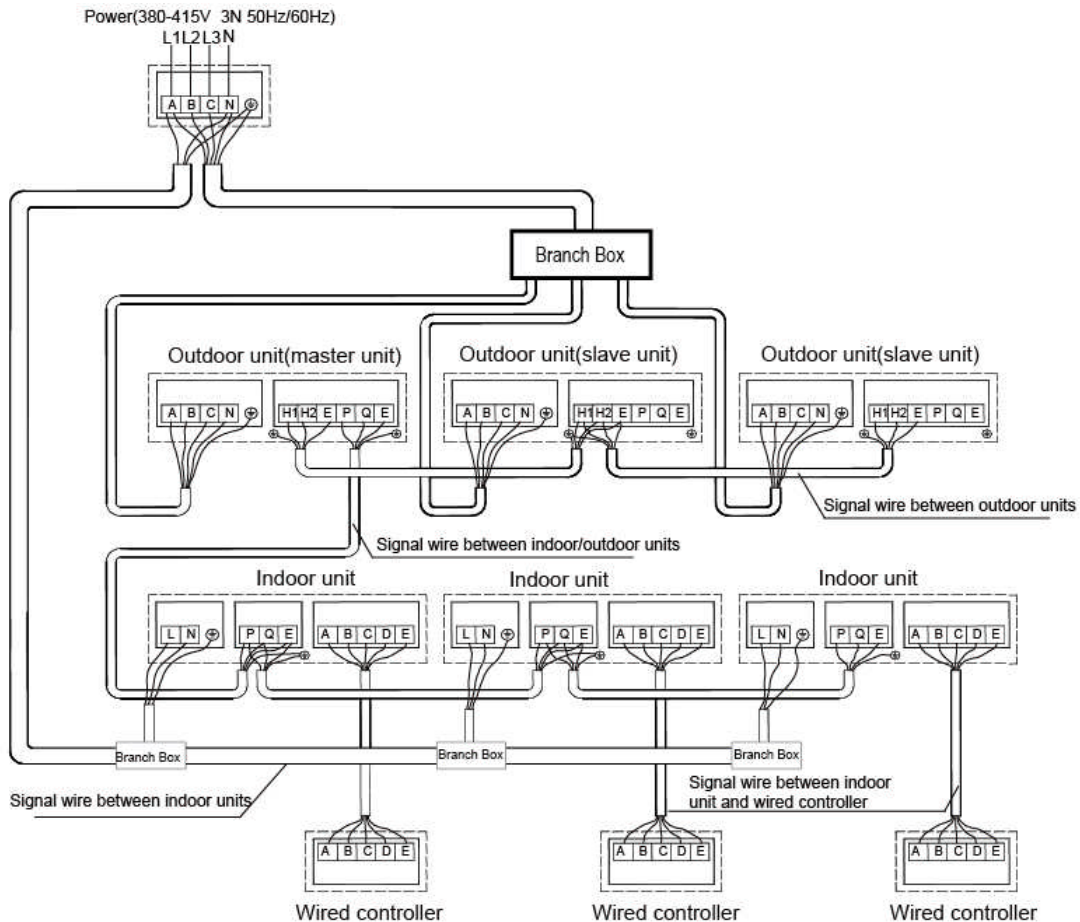 Power(380-415V 3N 50Hz/60Hz)
L1 L2 L3 N
A B C N
Branch Box
Outdoor unit(master unit)
Outdoor unit(slave unit)
Outdoor unit(slave unit)
A B C N
H1 H2 E P Q E
A B C N
H1 H2 E P Q E
A B C N
H1 H2 E P Q E
Signal wire between outdoor units
Signal wire between indoor/outdoor units
Indoor unit
Indoor unit
Indoor unit
L N
P Q E
A B C D E
L N
P Q E
A B C D E
L N
P Q E
A B C D E
Branch Box
Branch Box
Branch Box
Signal wire between indoor units
Signal wire between indoor
unit and wired controller
A B C D E
A B C D E
A B C D E
Wired controller
Wired controller
Wired controller